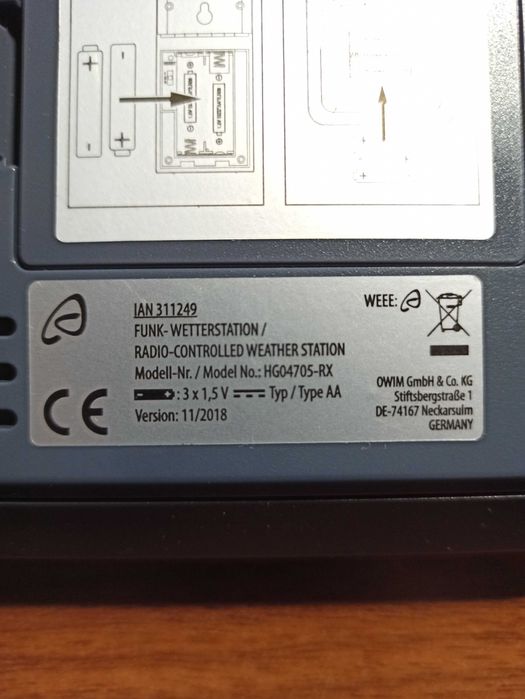 IAN 311249
FUNK- WETTERSTATION /
RADIO-CONTROLLED WEATHER STATION
Modell-Nr. / Model No.: HG04705-RX
- + : 3 x 1,5 V Typ / Type AA
Version: 11/2018
CE
WEEE:
OWIM GmbH & Co. KG
Stiftsbergstraße 1
DE-74167 Neckarsulm
GERMANY